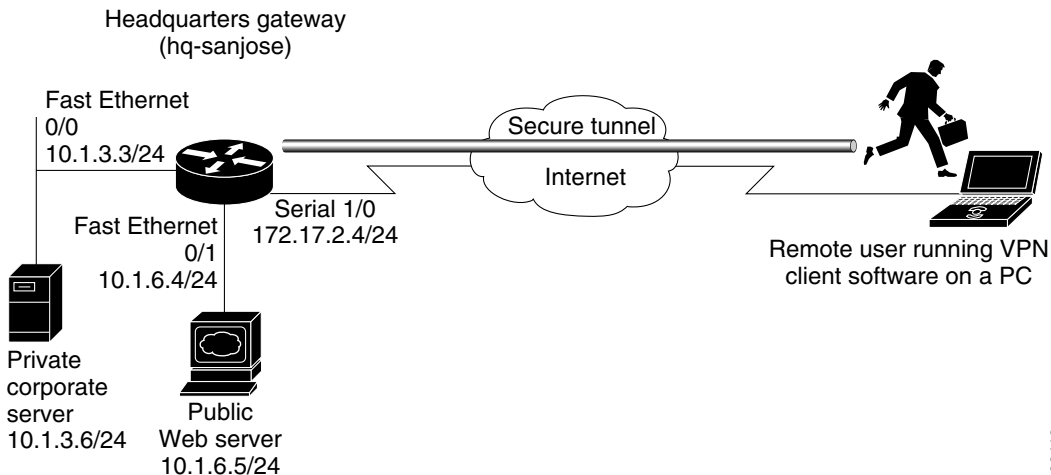 Headquarters gateway
(hq-sanjose)
Fast Ethernet
0/0
10.1.3.3/24
Secure tunnel
Internet
Serial 1/0
172.17.2.4/24
Fast Ethernet
0/1
10.1.6.4/24
Remote user running VPN
client software on a PC
Private
corporate
server
10.1.3.6/24
Public
Web server
10.1.6.5/24